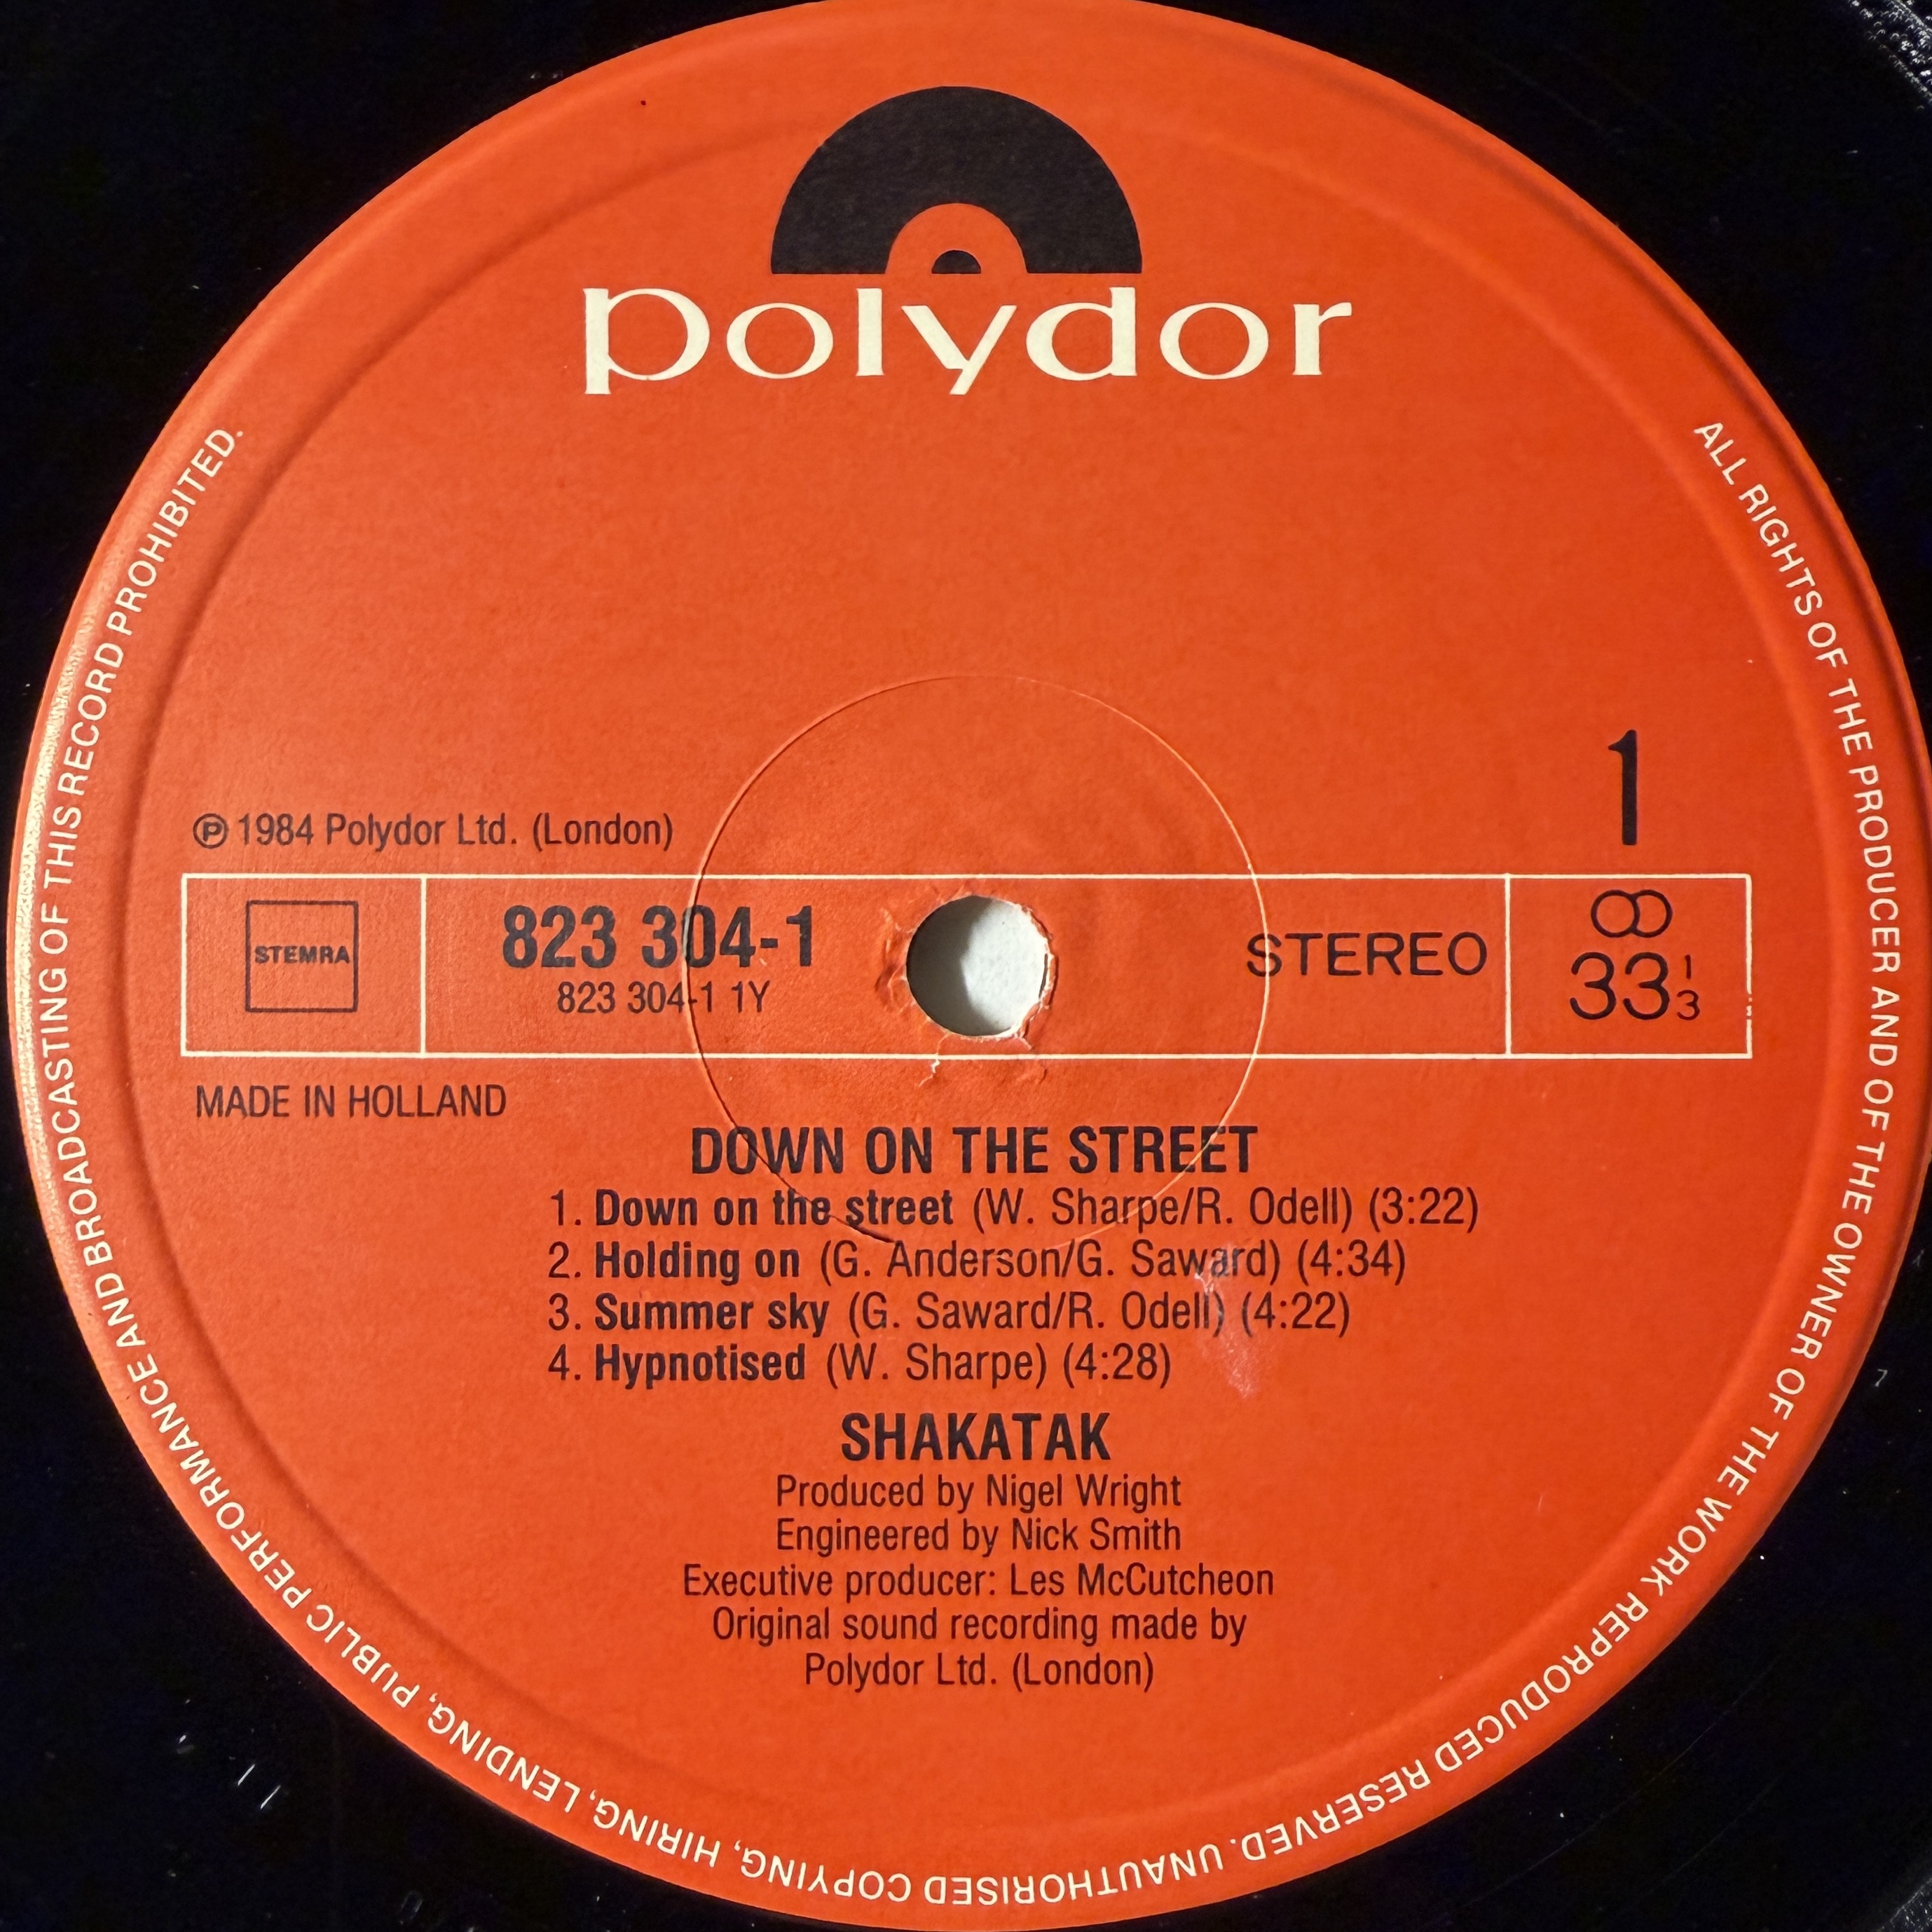 polydor
ALL RIGHTS OF THE PRODUCER AND OF THE OWNER OF THE WORK REPRODUCED RESERVED. UNAUTHORISED COPYING, HIRING, LENDING, PUBLIC PERFORMANCE AND BROADCASTING OF THIS RECORD PROHIBITED.
1
℗ 1984 Polydor Ltd. (London)
STEMRA
823 304-1
823 304-1 1Y
STEREO
33 1/3
MADE IN HOLLAND
DOWN ON THE STREET
1. Down on the street (W. Sharpe/R. Odell) (3:22)
2. Holding on (G. Anderson/G. Saward) (4:34)
3. Summer sky (G. Saward/R. Odell) (4:22)
4. Hypnotised (W. Sharpe) (4:28)
SHAKATAK
Produced by Nigel Wright
Engineered by Nick Smith
Executive producer: Les McCutcheon
Original sound recording made by
Polydor Ltd. (London)